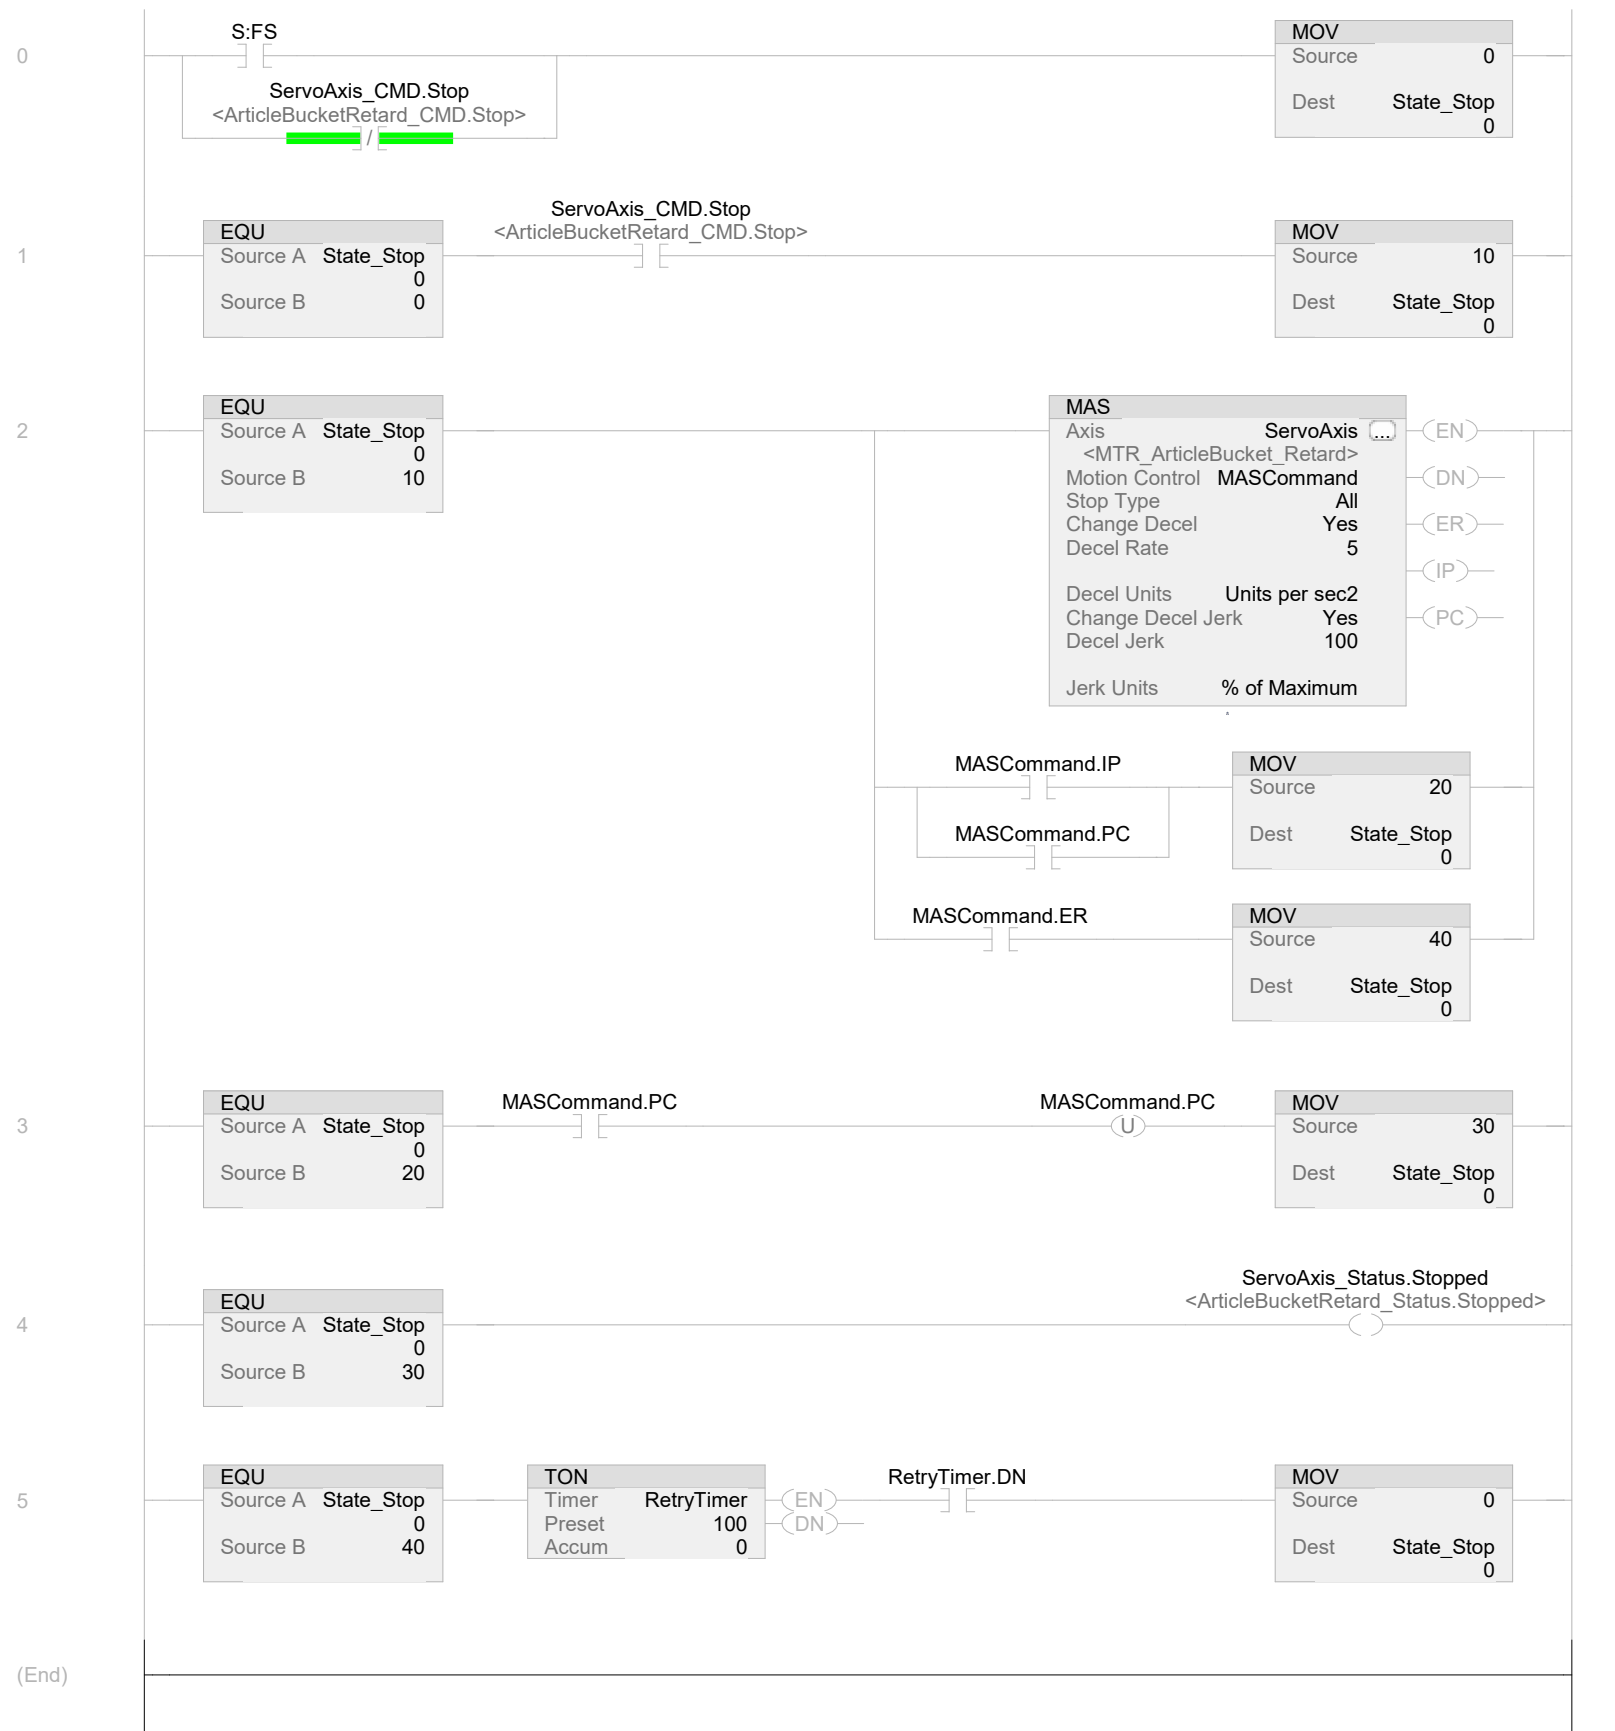 0
S:FS
ServoAxis_CMD.Stop
<ArticleBucketRetard_CMD.Stop>
/
MOV
Source 0
Dest State_Stop
0
1
EQU
Source A State_Stop
0
Source B 0
ServoAxis_CMD.Stop
<ArticleBucketRetard_CMD.Stop>
MOV
Source 10
Dest State_Stop
0
2
EQU
Source A State_Stop
0
Source B 10
MAS
Axis ServoAxis ...
<MTR_ArticleBucket_Retard>
Motion Control MASCommand
Stop Type All
Change Decel Yes
Decel Rate 5
Decel Units Units per sec2
Change Decel Jerk Yes
Decel Jerk 100
Jerk Units % of Maximum
EN
DN
ER
IP
PC
MASCommand.IP
MASCommand.PC
MOV
Source 20
Dest State_Stop
0
MASCommand.ER
MOV
Source 40
Dest State_Stop
0
3
EQU
Source A State_Stop
0
Source B 20
MASCommand.PC
MASCommand.PC
U
MOV
Source 30
Dest State_Stop
0
4
EQU
Source A State_Stop
0
Source B 30
ServoAxis_Status.Stopped
<ArticleBucketRetard_Status.Stopped>
5
EQU
Source A State_Stop
0
Source B 40
TON
Timer RetryTimer
Preset 100
Accum 0
EN
DN
RetryTimer.DN
MOV
Source 0
Dest State_Stop
0
(End)